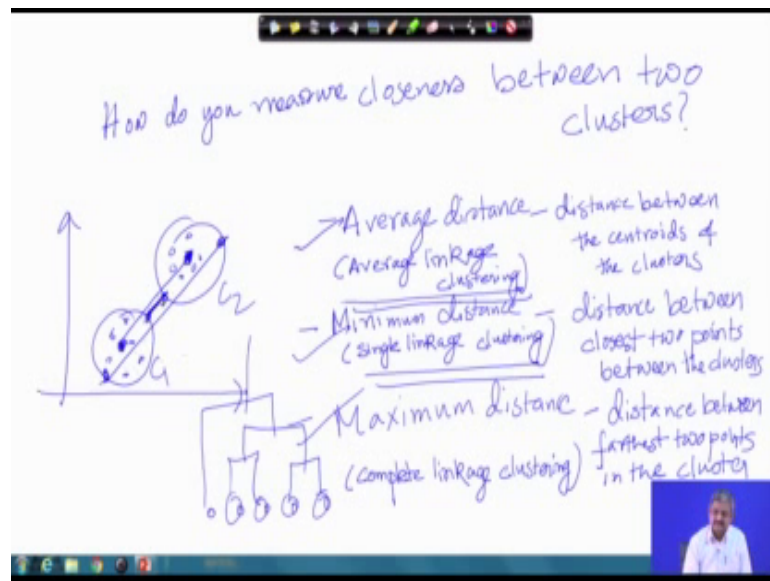 How do you measure closeness between two
clusters?
Average distance – distance between
the centroids of
the clusters
(Average linkage
clustering)
Minimum distance – distance between
closest two points
between the clusters
(single linkage clustering)
Maximum distanc – distance between
farthest two points
in the cluster
(complete linkage clustering)
C1
C2